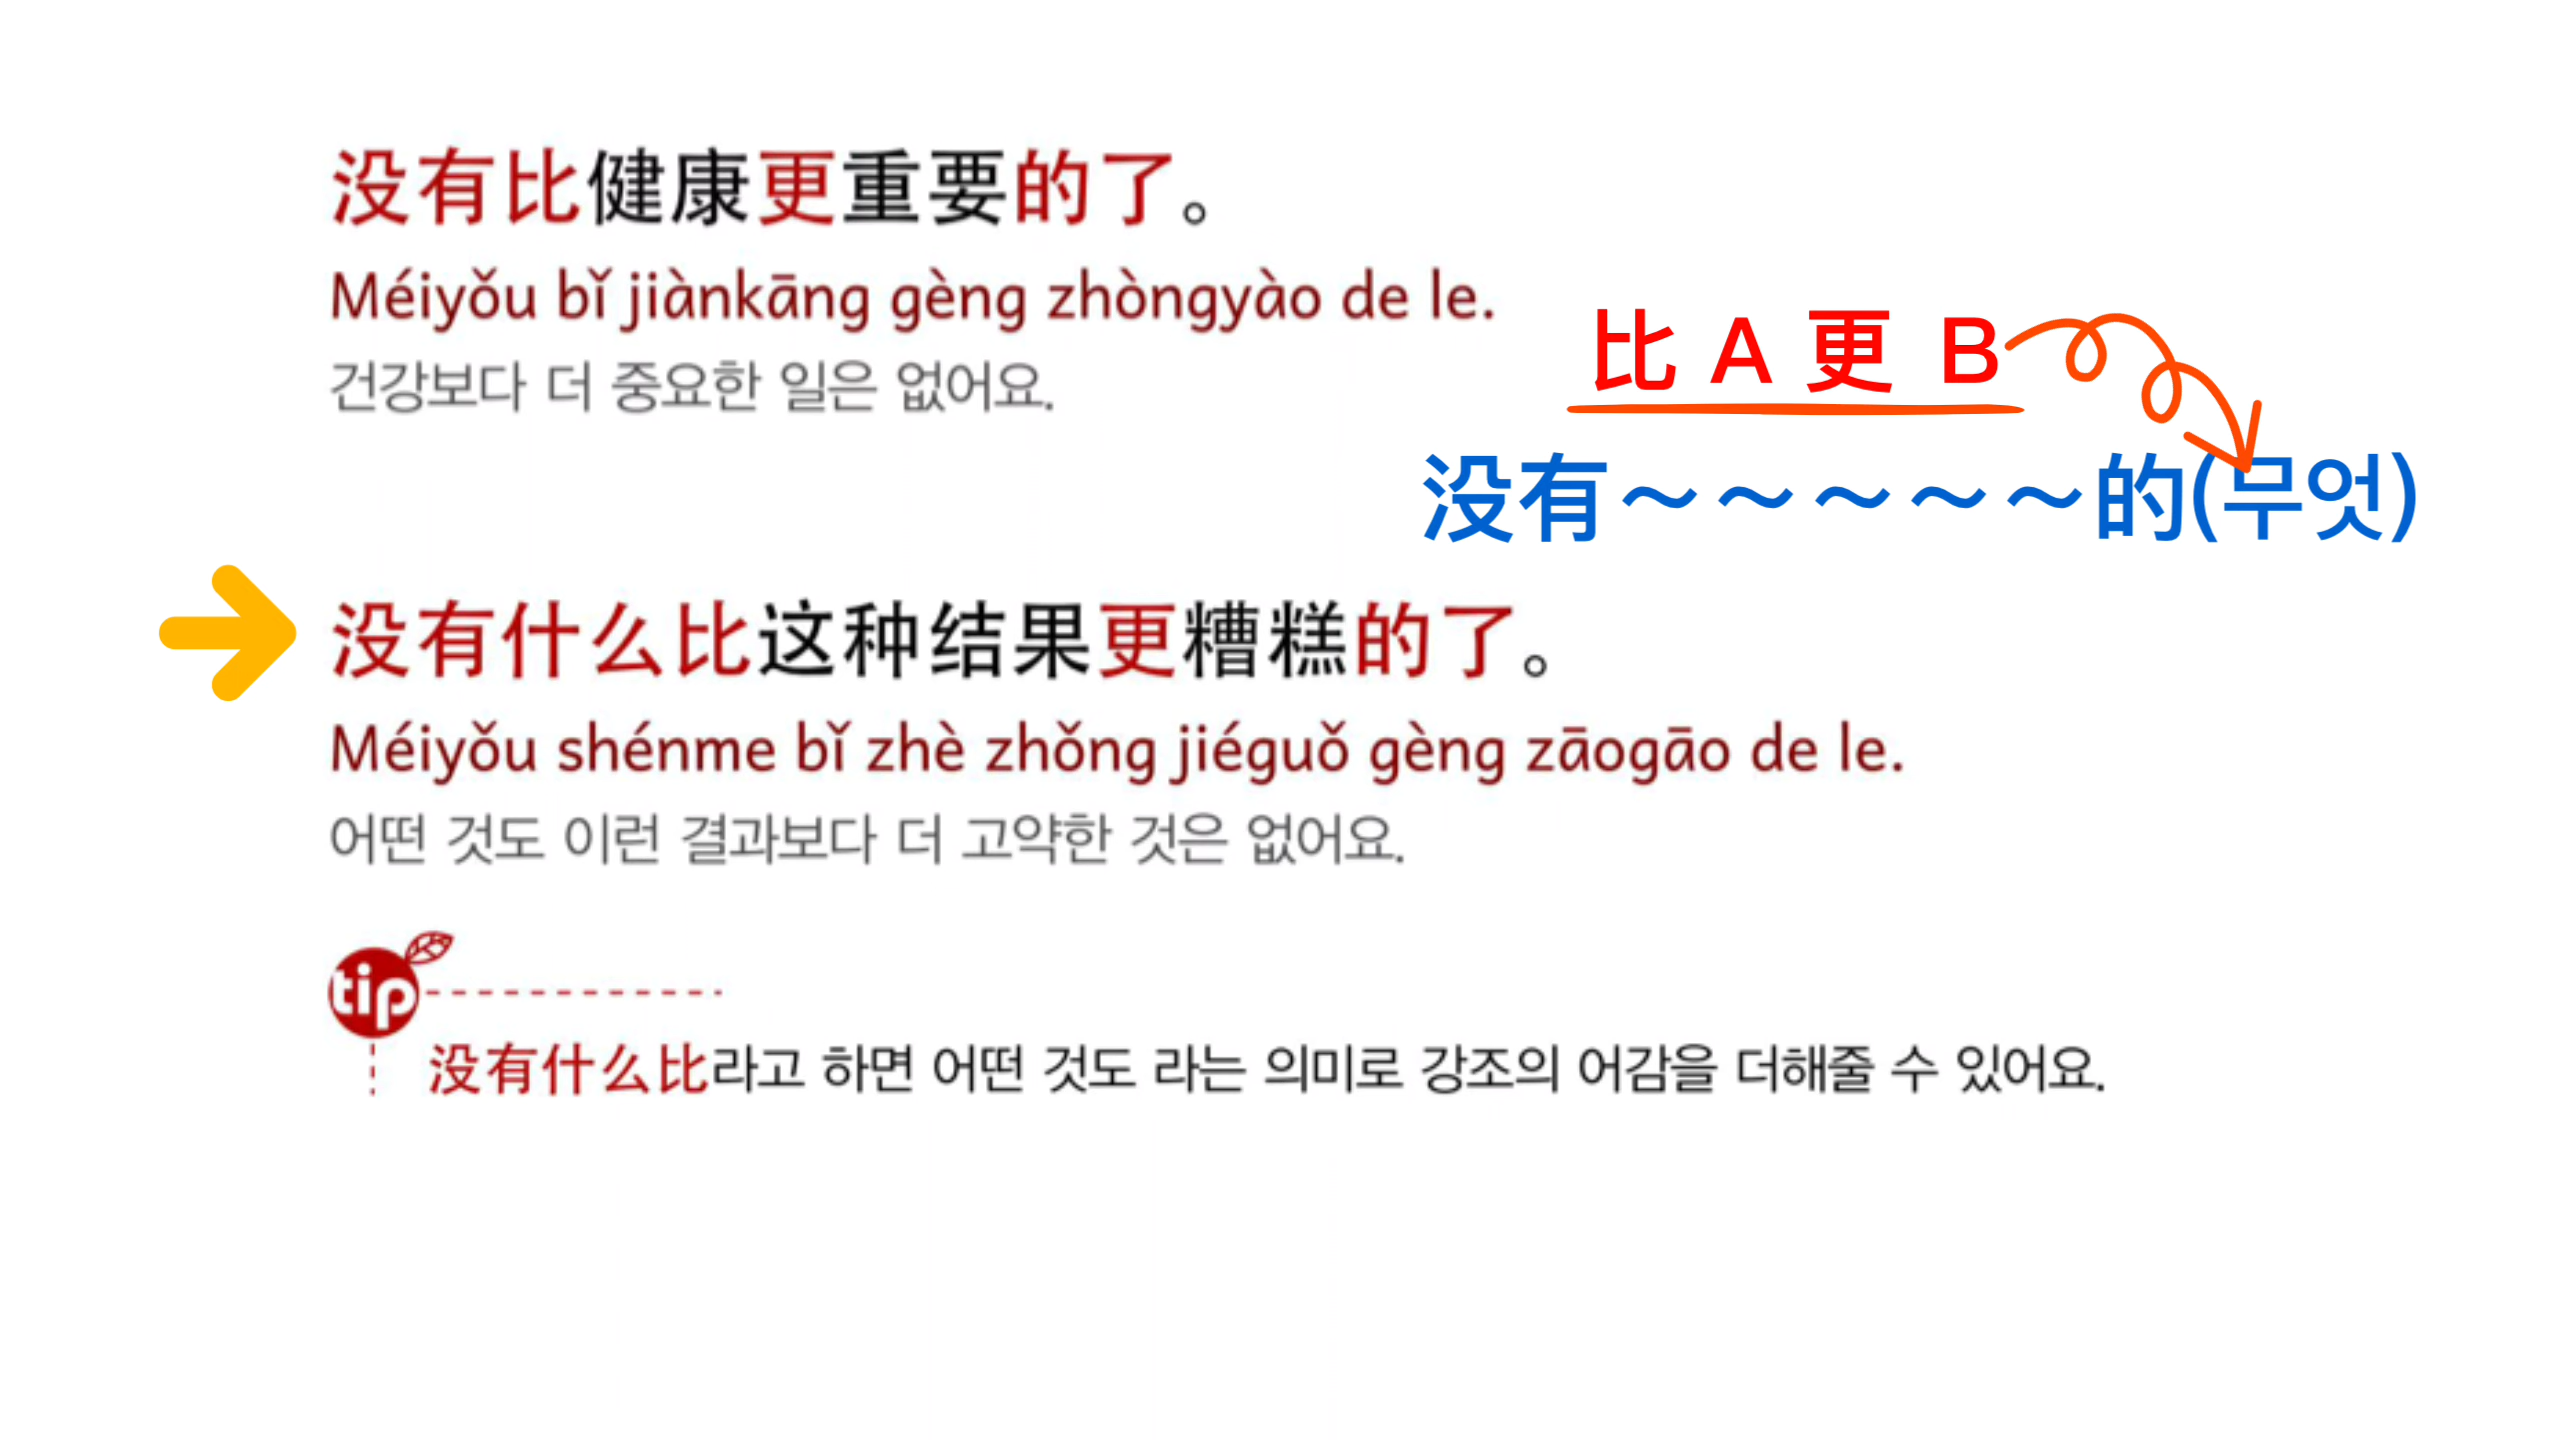 没有比健康更重要的了。
Méiyǒu bǐ jiànkāng gèng zhòngyào de le.
건강보다 더 중요한 일은 없어요.
比 A 更 B
没有～～～～～的(무엇)
没有什么比这种结果更糟糕的了。
Méiyǒu shénme bǐ zhè zhǒng jiéguǒ gèng zāogāo de le.
어떤 것도 이런 결과보다 더 고약한 것은 없어요.
tip
没有什么比라고 하면 어떤 것도 라는 의미로 강조의 어감을 더해줄 수 있어요.